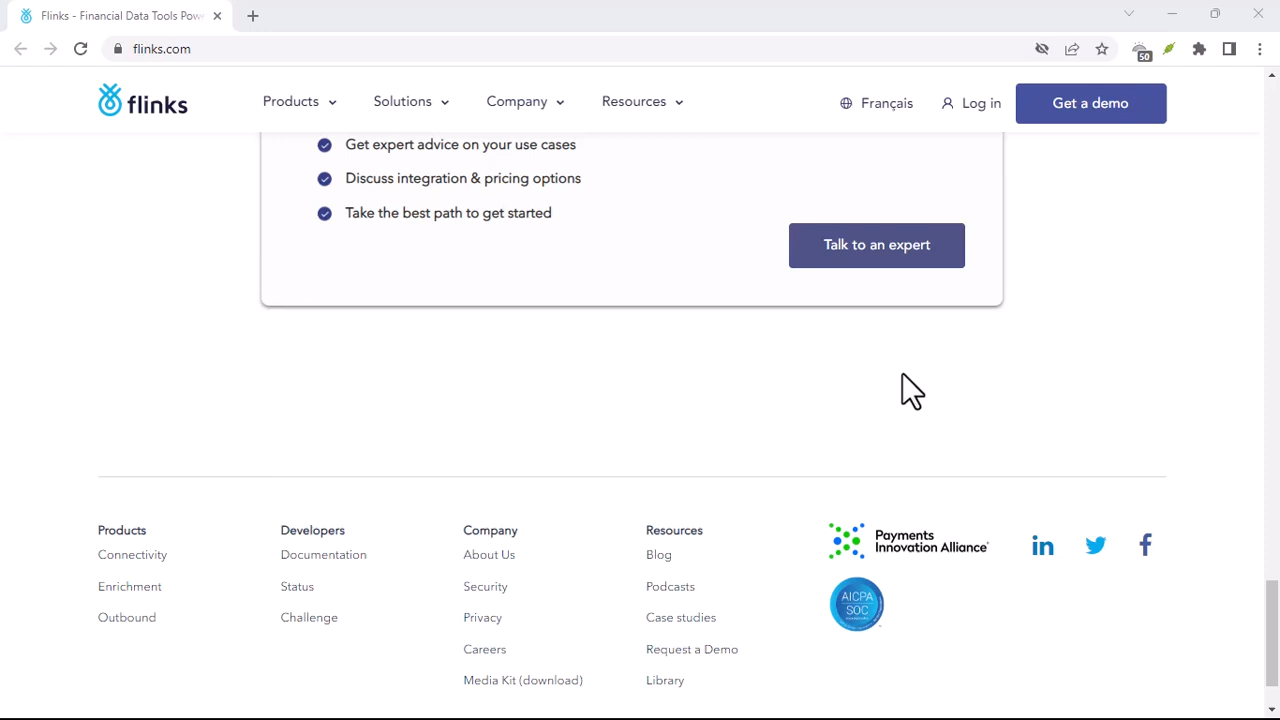 Flinks - Financial Data Tools Pow
flinks.com
50
flinks
Products
Solutions
Company
Resources
Français
Log in
Get a demo
Get expert advice on your use cases
Discuss integration & pricing options
Take the best path to get started
Talk to an expert
Products
Connectivity
Enrichment
Outbound
Developers
Documentation
Status
Challenge
Company
About Us
Security
Privacy
Careers
Media Kit (download)
Resources
Blog
Podcasts
Case studies
Request a Demo
Library
Payments
Innovation Alliance
AICPA
SOC